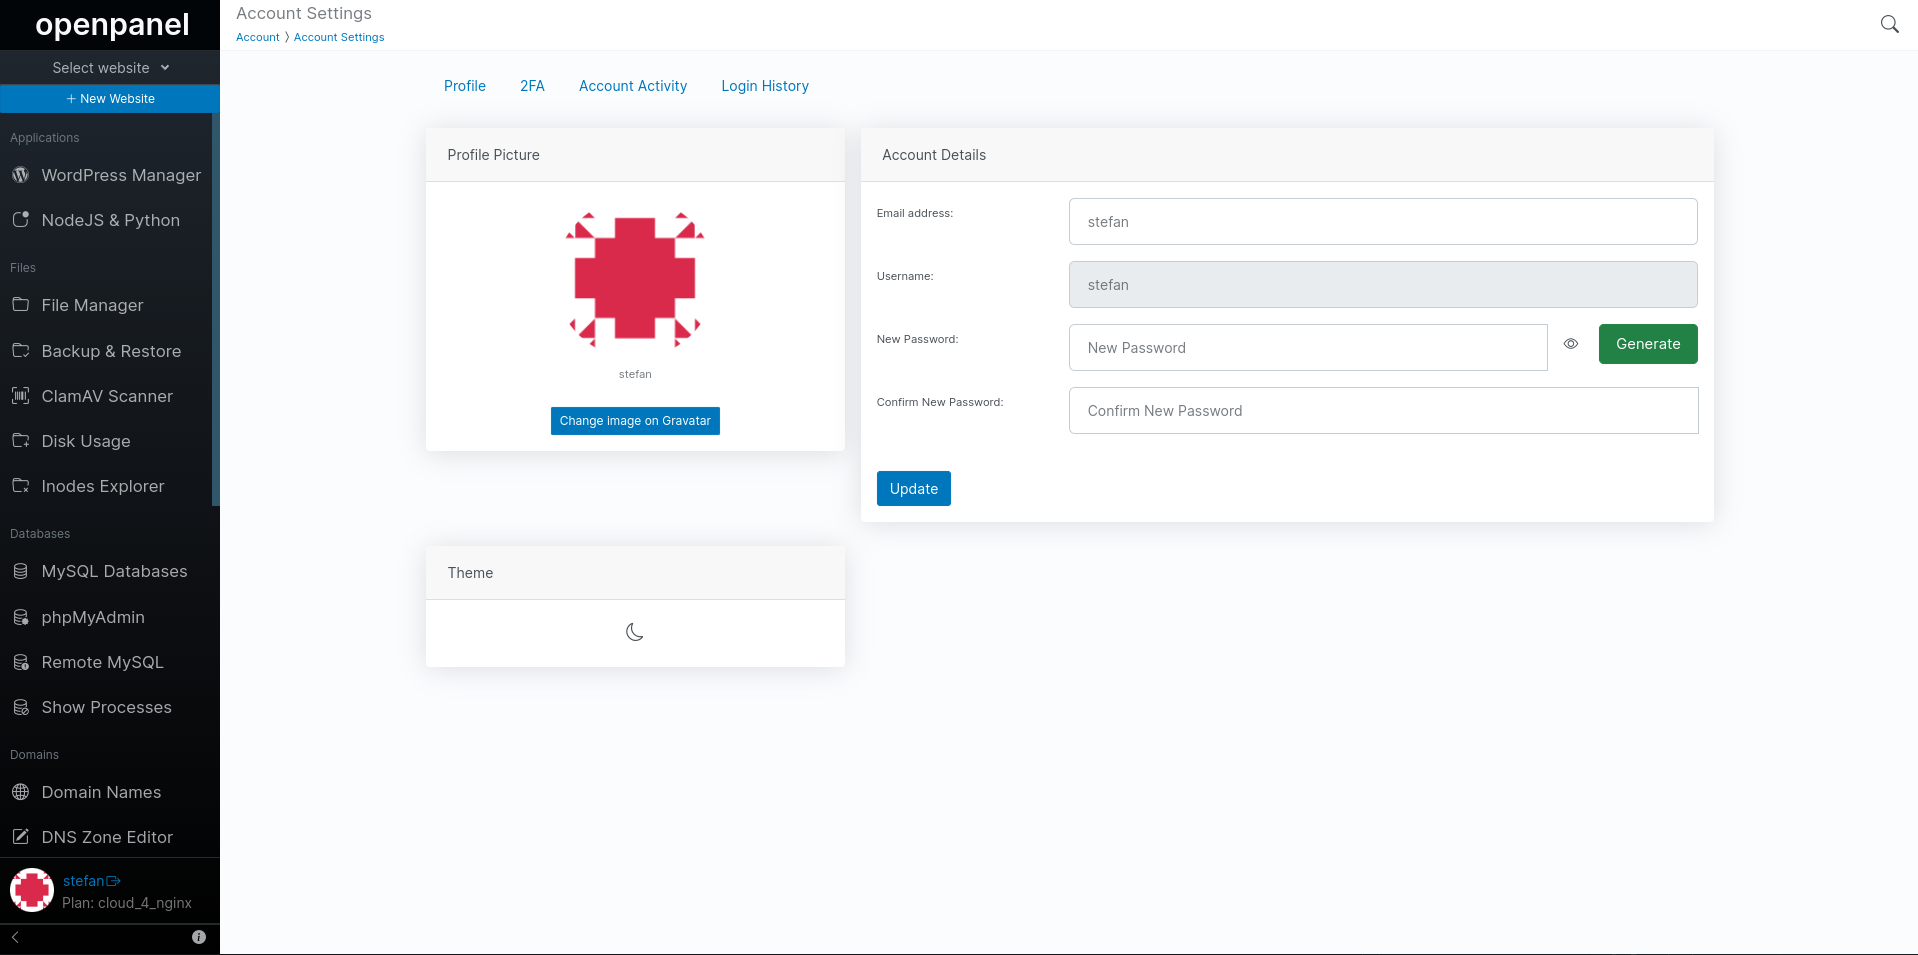 openpanel
Select website
+ New Website
Applications
WordPress Manager
NodeJS & Python
Files
File Manager
Backup & Restore
ClamAV Scanner
Disk Usage
Inodes Explorer
Databases
MySQL Databases
phpMyAdmin
Remote MySQL
Show Processes
Domains
Domain Names
DNS Zone Editor
stefan
Plan: cloud_4_nginx
Account Settings
Account 〉 Account Settings
Profile 2FA Account Activity Login History
Profile Picture
stefan
Change image on Gravatar
Account Details
Email address: stefan
Username: stefan
New Password: New Password Generate
Confirm New Password: Confirm New Password
Update
Theme